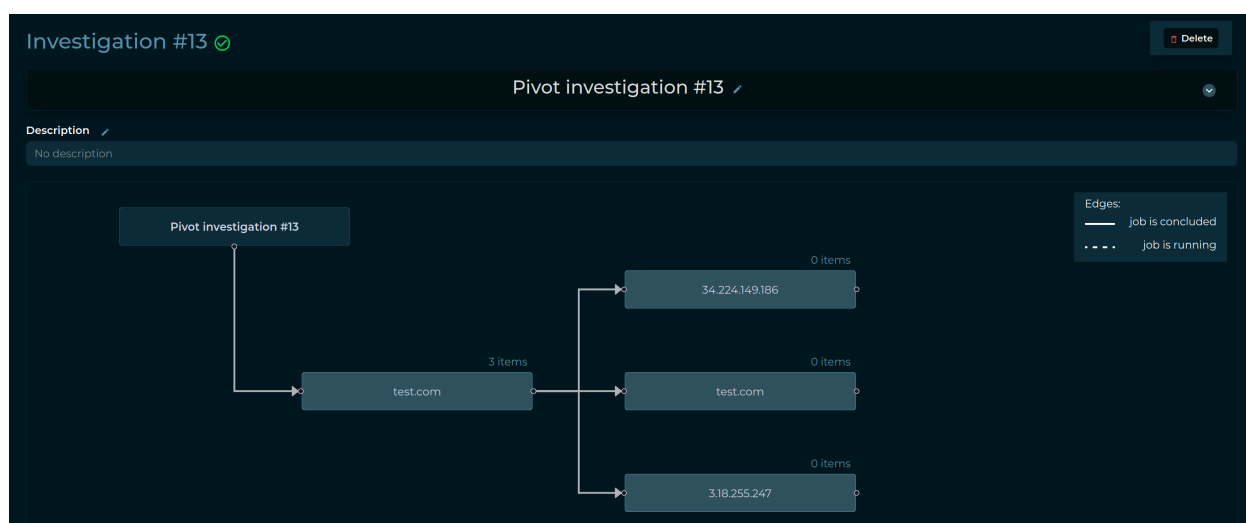 Investigation #13
Delete
Pivot investigation #13
Description
No description
Edges:
job is concluded
job is running
Pivot investigation #13
0 items
34.224.149.186
3 items
test.com
0 items
test.com
0 items
3.18.255.247